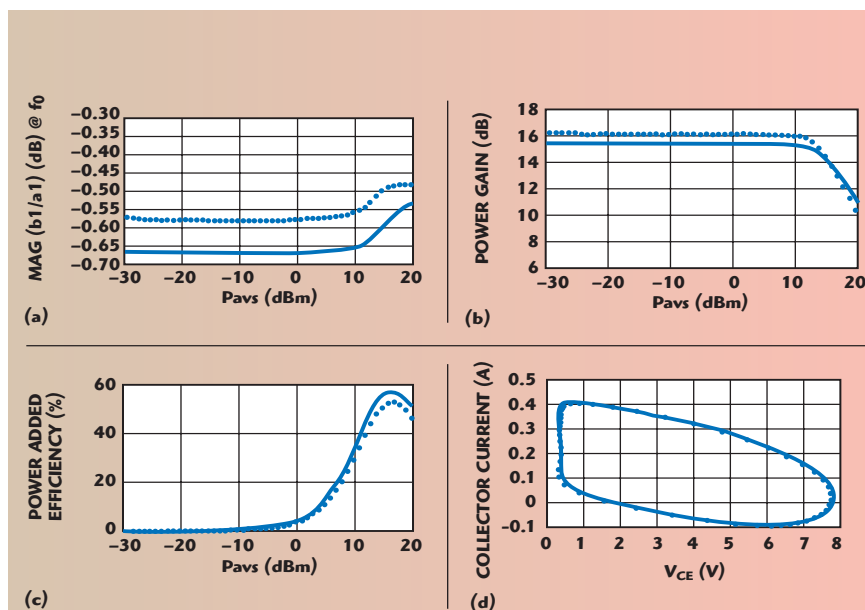 MAG (b1/a1) (dB) @ f0
–0.30
–0.35
–0.40
–0.45
–0.50
–0.55
–0.60
–0.65
–0.70
–30 –20 –10 0 10 20
Pavs (dBm)
(a)
POWER GAIN (dB)
18
16
14
12
10
8
6
–30 –20 –10 0 10 20
Pavs (dBm)
(b)
POWER ADDED
EFFICIENCY (%)
60
40
20
0
–30 –20 –10 0 10 20
Pavs (dBm)
(c)
COLLECTOR CURRENT (A)
0.5
0.4
0.3
0.2
0.1
0
–0.1
0 1 2 3 4 5 6 7 8
VCE (V)
(d)